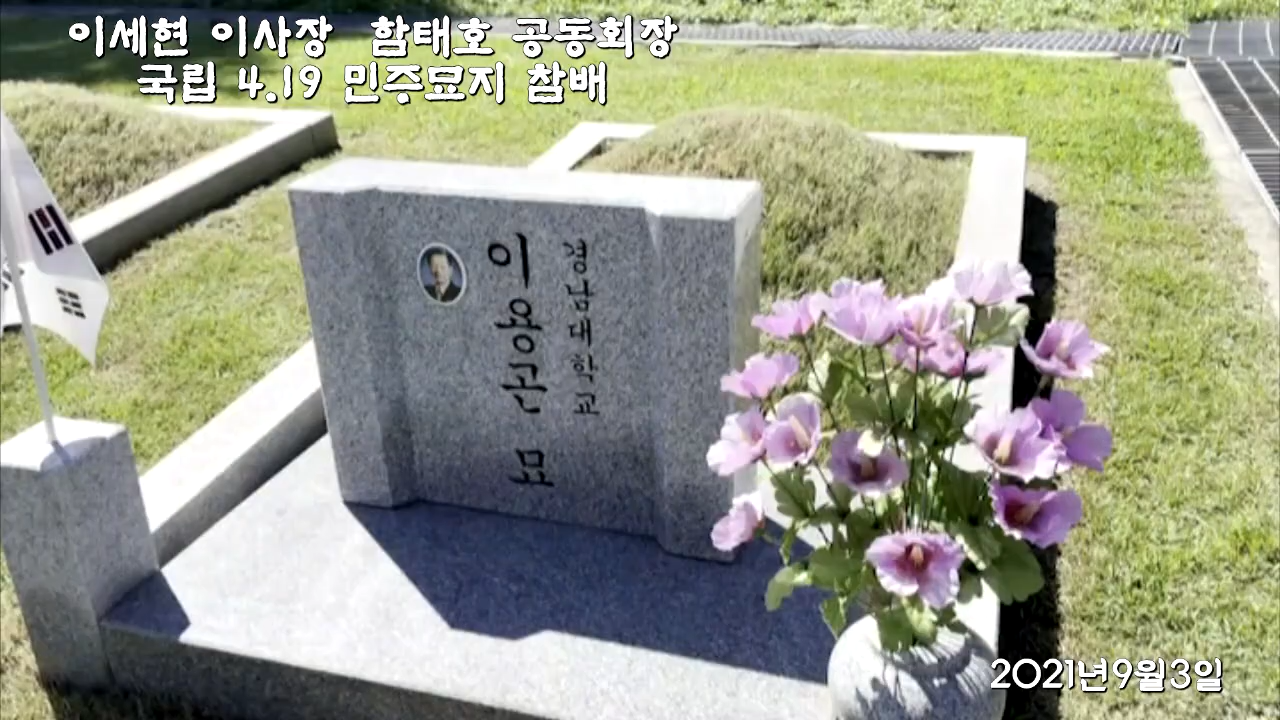 이세현 이사장 함태호 공동회장
국립 4.19 민주묘지 참배
경남대학교
이용근 묘
2021년9월3일